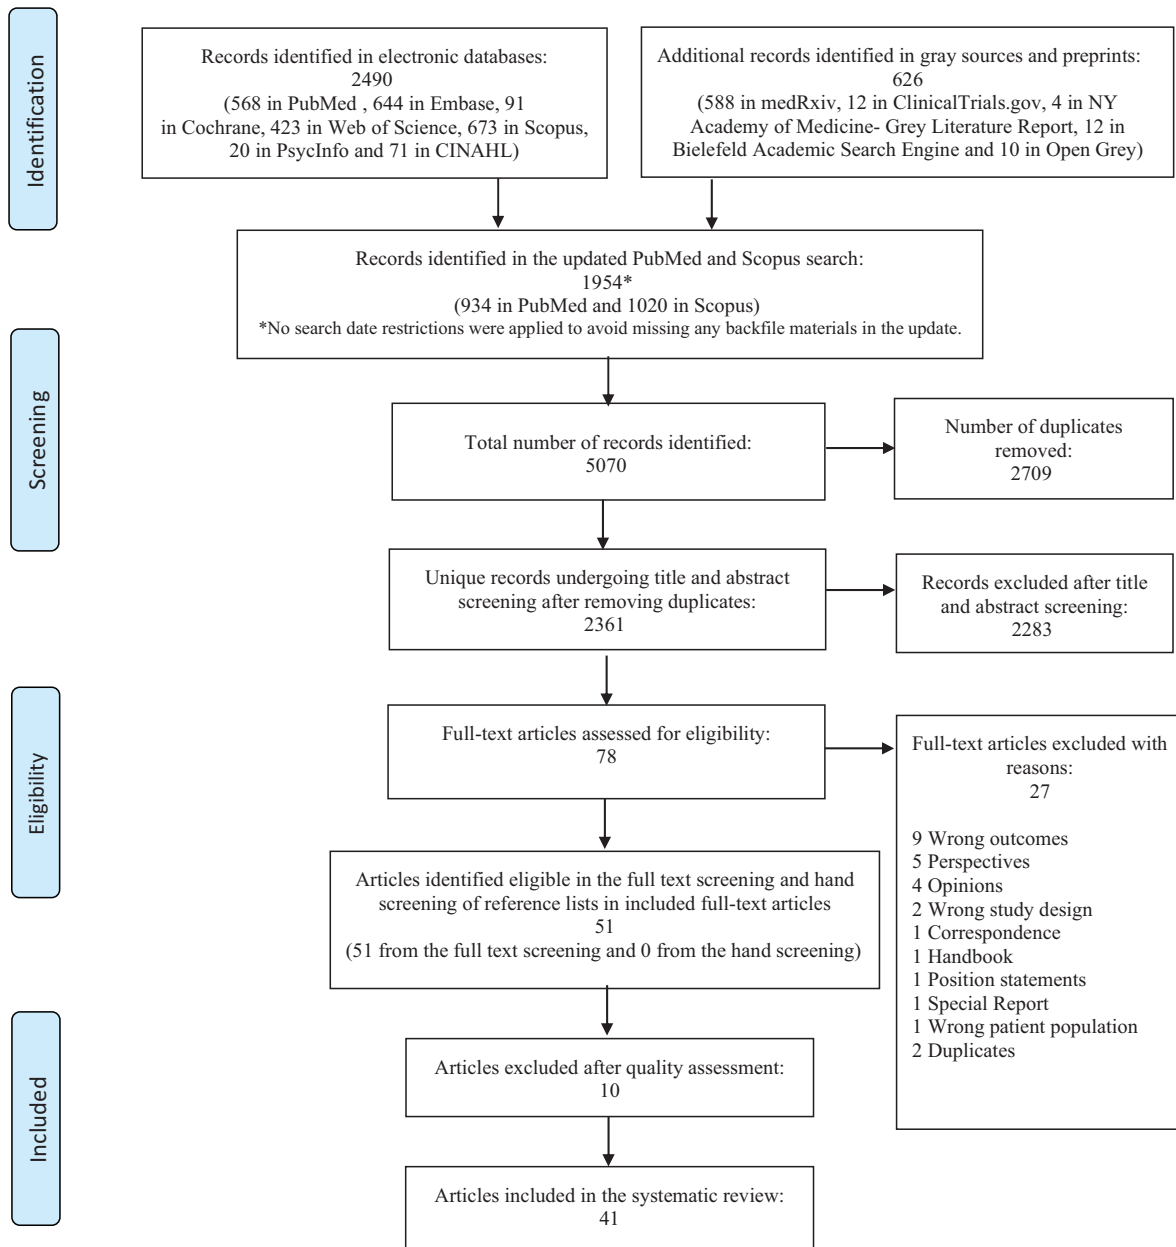 Identification
Records identified in electronic databases:
2490
(568 in PubMed , 644 in Embase, 91
in Cochrane, 423 in Web of Science, 673 in Scopus,
20 in PsycInfo and 71 in CINAHL)
Additional records identified in gray sources and preprints:
626
(588 in medRxiv, 12 in ClinicalTrials.gov, 4 in NY
Academy of Medicine- Grey Literature Report, 12 in
Bielefeld Academic Search Engine and 10 in Open Grey)
Records identified in the updated PubMed and Scopus search:
1954*
(934 in PubMed and 1020 in Scopus)
*No search date restrictions were applied to avoid missing any backfile materials in the update.
Screening
Total number of records identified:
5070
Number of duplicates
removed:
2709
Unique records undergoing title and abstract
screening after removing duplicates:
2361
Records excluded after title
and abstract screening:
2283
Eligibility
Full-text articles assessed for eligibility:
78
Full-text articles excluded with
reasons:
27
9 Wrong outcomes
5 Perspectives
4 Opinions
2 Wrong study design
1 Correspondence
1 Handbook
1 Position statements
1 Special Report
1 Wrong patient population
2 Duplicates
Articles identified eligible in the full text screening and hand
screening of reference lists in included full-text articles
51
(51 from the full text screening and 0 from the hand screening)
Included
Articles excluded after quality assessment:
10
Articles included in the systematic review:
41